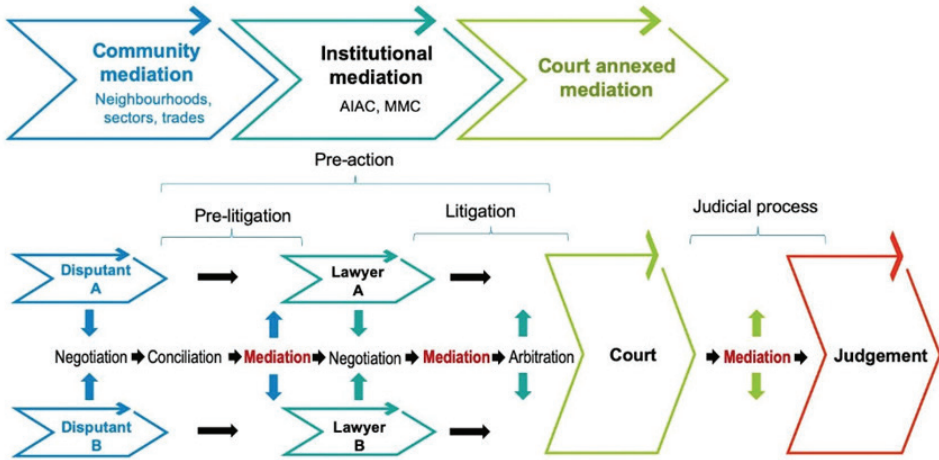 Community
mediation
Neighbourhoods,
sectors, trades
Institutional
mediation
AIAC, MMC
Court annexed
mediation
Pre-action
Pre-litigation
Litigation
Judicial process
Disputant
A
Lawyer
A
Negotiation
Conciliation
Mediation
Negotiation
Mediation
Arbitration
Court
Mediation
Judgement
Disputant
B
Lawyer
B